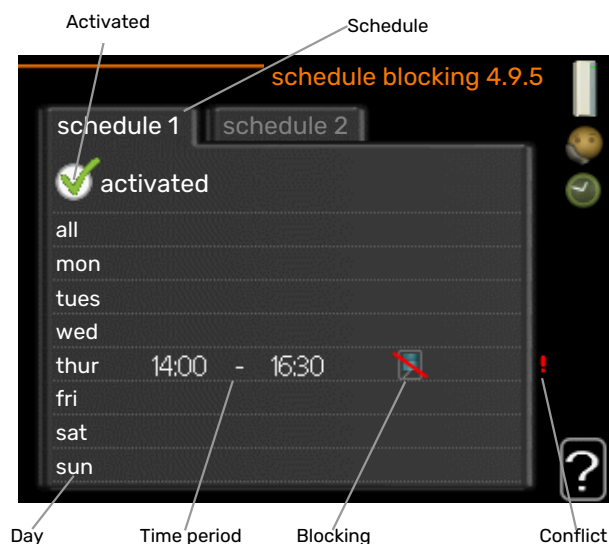 Activated
Schedule
schedule blocking 4.9.5
schedule 1
schedule 2
activated
all
mon
tues
wed
thur 14:00 - 16:30 !
fri
sat
sun
?
Day
Time period
Blocking
Conflict